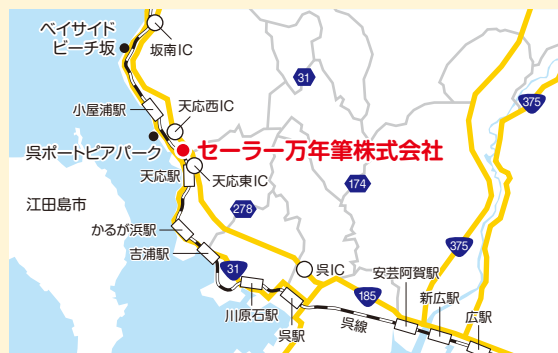 ベイサイド
ビーチ坂
坂南IC
31
375
小屋浦駅
天応西IC
呉ポートピアパーク
セーラー万年筆株式会社
天応駅
天応東IC
174
江田島市
278
かるが浜駅
375
吉浦駅
31
呉IC
安芸阿賀駅
185
新広駅
川原石駅
広駅
呉線
呉駅